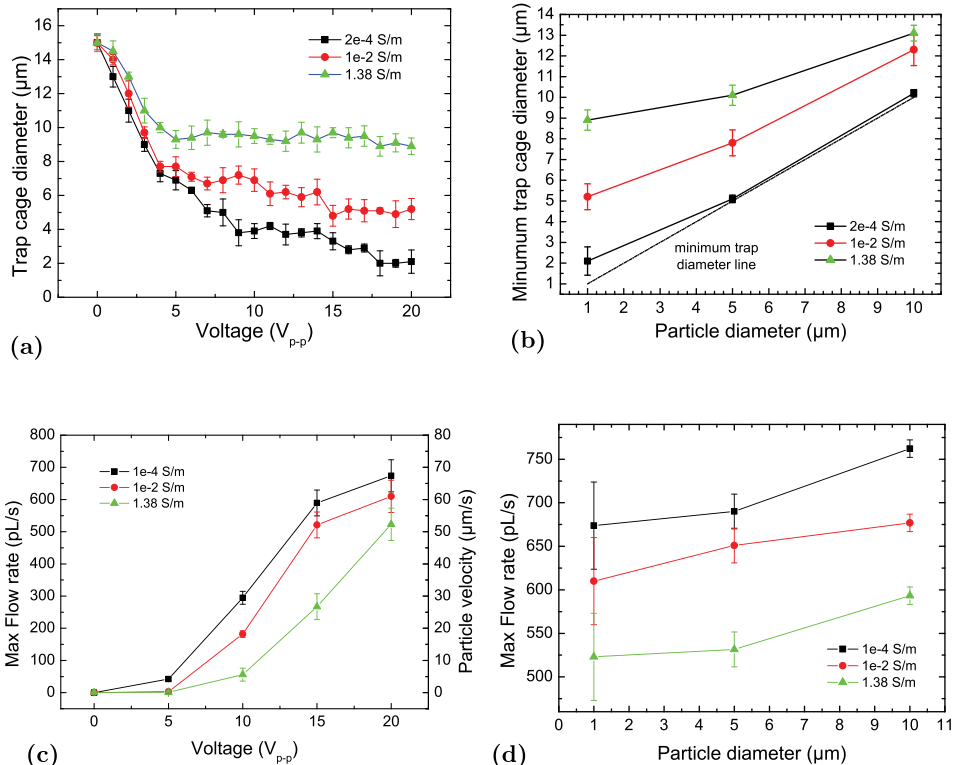 16
14
12
10
8
6
4
2
0
Trap cage diameter (µm)
2e-4 S/m
1e-2 S/m
1.38 S/m
0 5 10 15 20
Voltage (Vp-p)
(a)
14
13
12
11
10
9
8
7
6
5
4
3
2
1
Minumum trap cage diameter (µm)
2e-4 S/m
1e-2 S/m
1.38 S/m
minimum trap
diameter line
1 2 3 4 5 6 7 8 9 10
Particle diameter (µm)
(b)
800
700
600
500
400
300
200
100
0
Max Flow rate (pL/s)
1e-4 S/m
1e-2 S/m
1.38 S/m
80
70
60
50
40
30
20
10
0
Particle velocity (µm/s)
0 5 10 15 20
Voltage (Vp-p)
(c)
750
700
650
600
550
500
Max Flow rate (pL/s)
1e-4 S/m
1e-2 S/m
1.38 S/m
0 1 2 3 4 5 6 7 8 9 10 11
Particle diameter (µm)
(d)